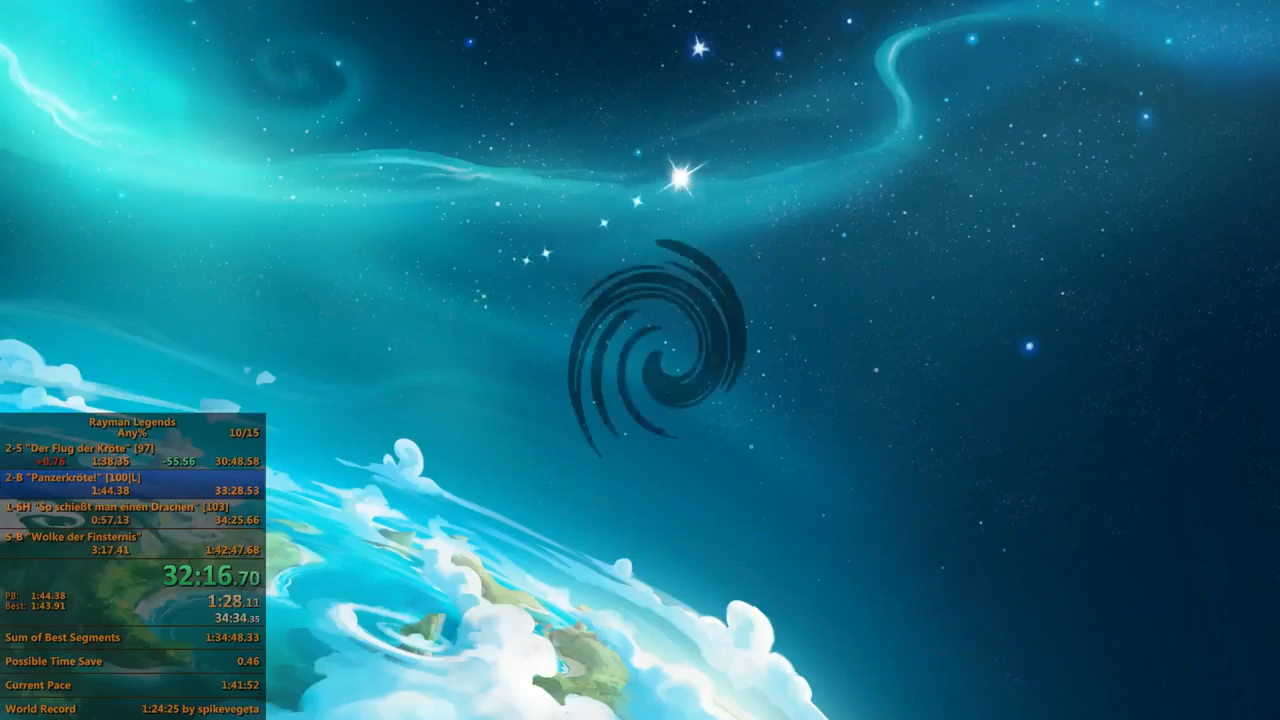 Rayman Legends
Any% 10/15
2-5 "Der Flug der Kröte" [97]
+0.76 1:38.35 -55.56 30:48.58
2-B "Panzerkröte!" [100|L]
1:44.38 33:28.53
1-6H "So schießt man einen Drachen" [103]
0:57.13 34:25.66
5-B "Wolke der Finsternis"
3:17.41 1:42:47.68
32:16.70
PB: 1:44.38
Best: 1:43.91
1:28.11
34:34.35
Sum of Best Segments 1:34:48.33
Possible Time Save 0.46
Current Pace 1:41:52
World Record 1:24:25 by spikevegeta